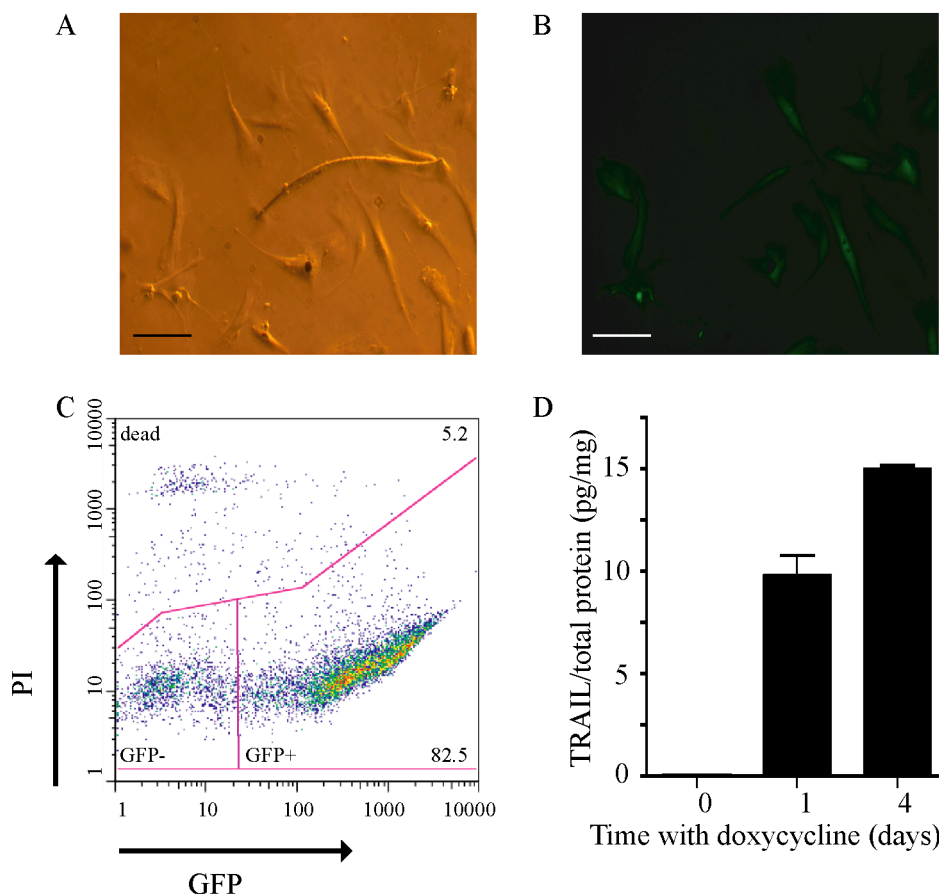 A
B
C
10000
1000
100
10
1
dead
5.2
GFP-
GFP+
82.5
1
10
100
1000
10000
PI
GFP
D
15
10
5
0
TRAIL/total protein (pg/mg)
0
1
4
Time with doxycycline (days)